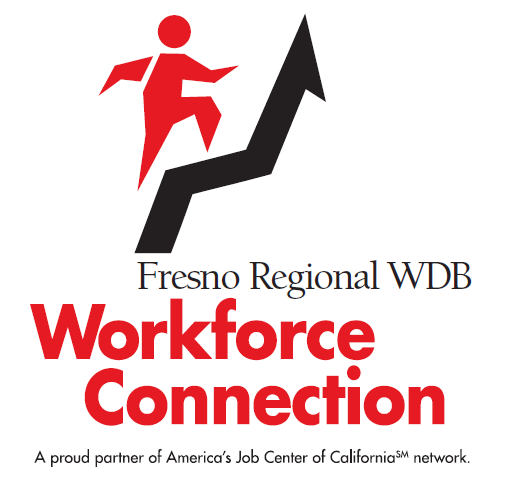 Fresno Regional WDB
Workforce
Connection
A proud partner of America's Job Center of California℠ network.